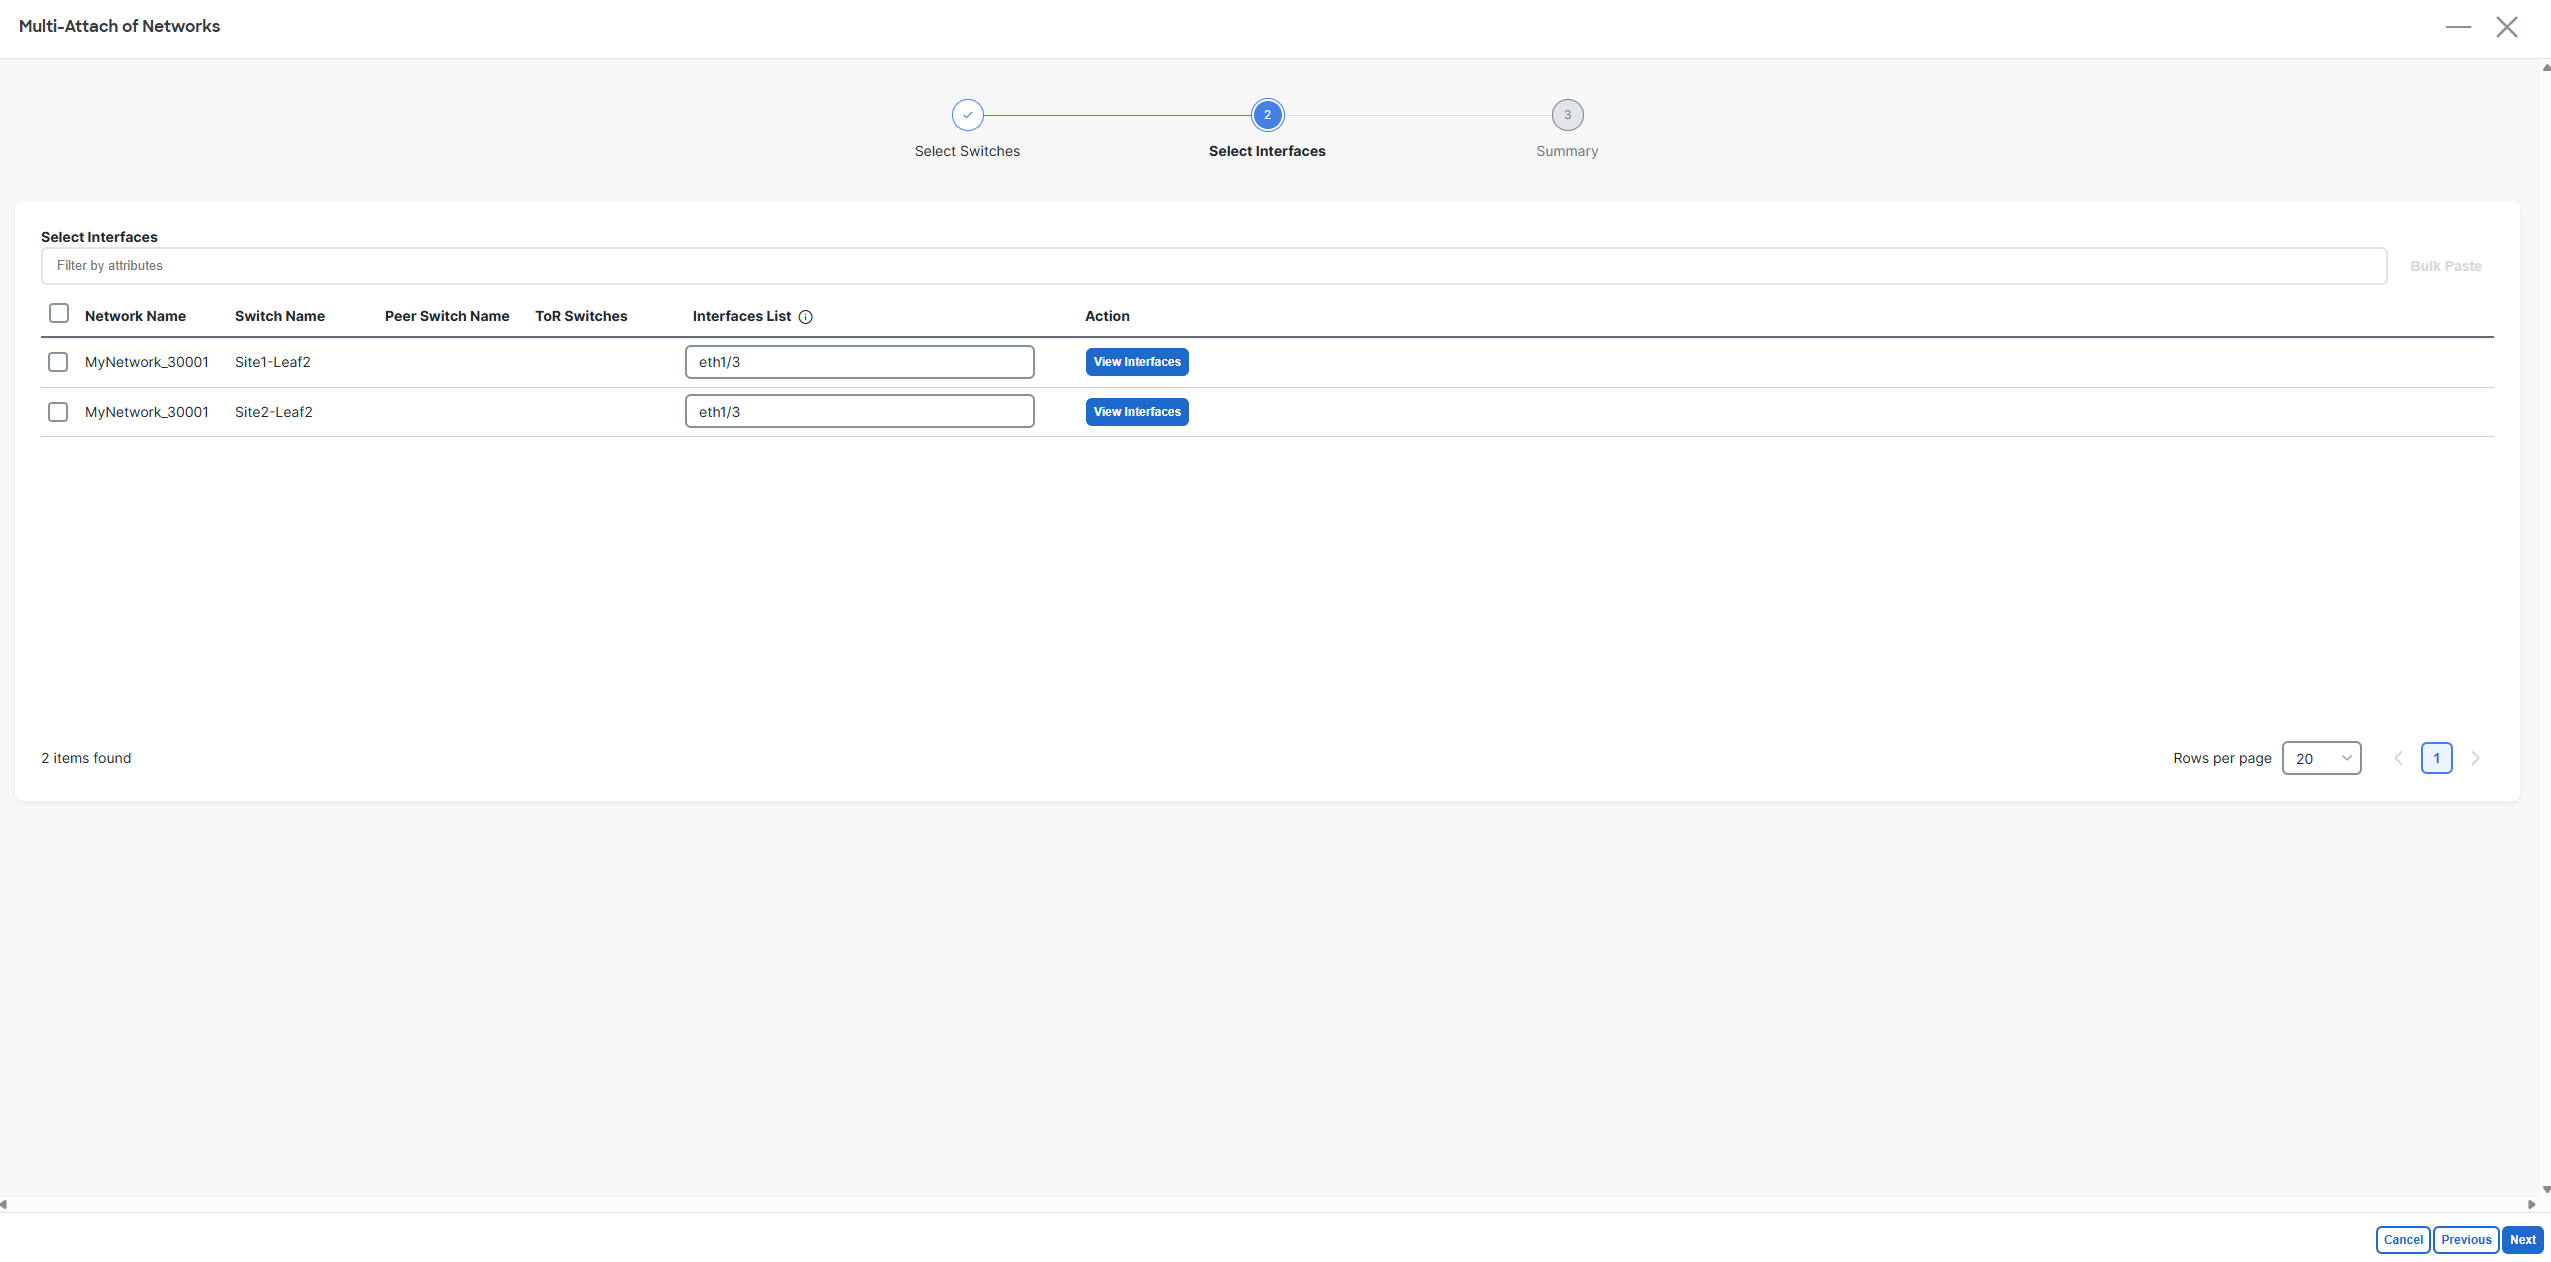 Multi-Attach of Networks
2
3
Select Switches
Select Interfaces
Summary
Select Interfaces
Filter by attributes
Bulk Paste
Network Name
Switch Name
Peer Switch Name
ToR Switches
Interfaces List
Action
MyNetwork_30001
Site1-Leaf2
eth1/3
View Interfaces
MyNetwork_30001
Site2-Leaf2
eth1/3
View Interfaces
2 items found
Rows per page
20
1
Cancel
Previous
Next